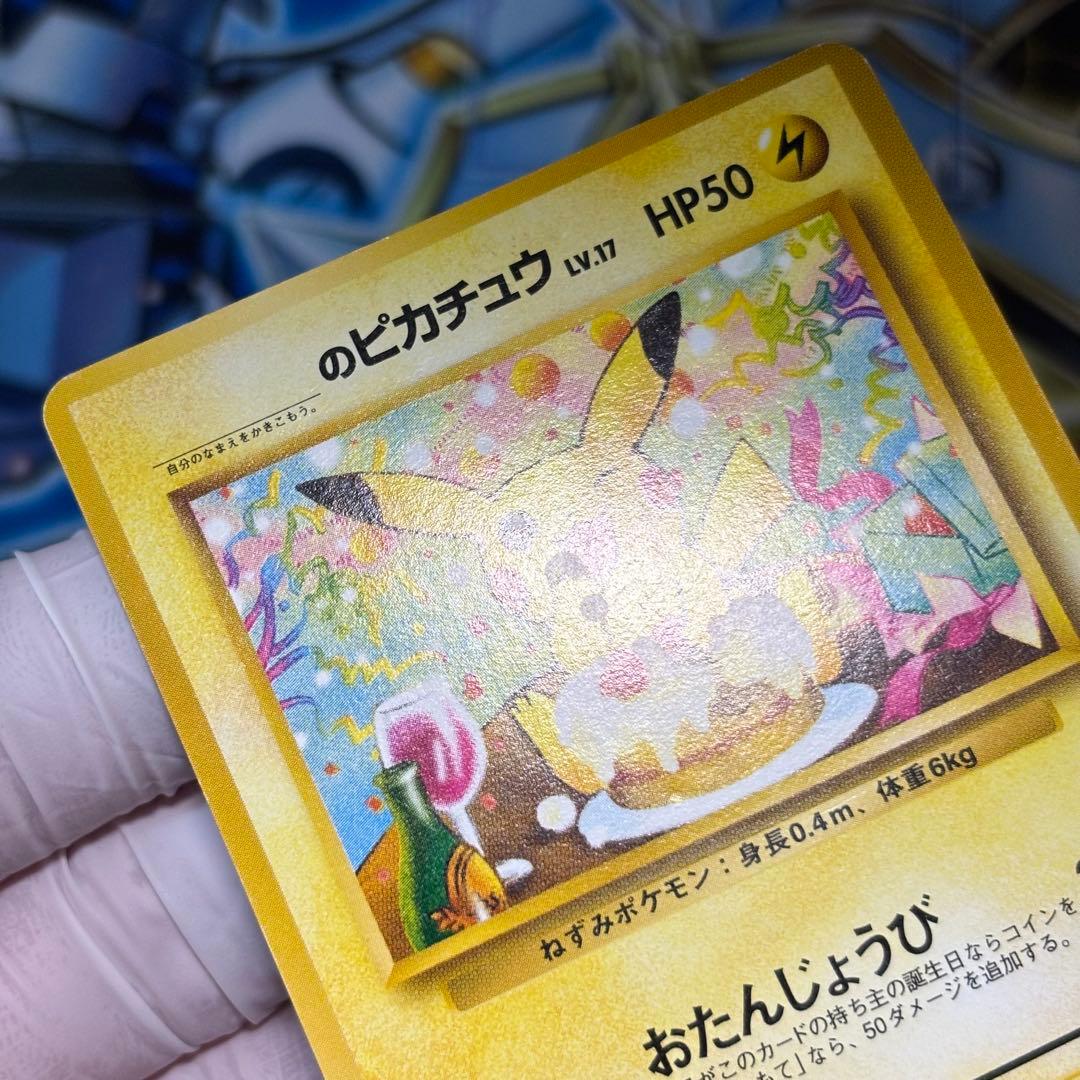 のピカチュウ LV.17 HP50
自分のなまえをかきこもう。
ねずみポケモン：身長0.4m、体重6kg
おたんじょうび
がこのカードの持ち主の誕生日ならコインを
もて」なら、50ダメージを追加する。